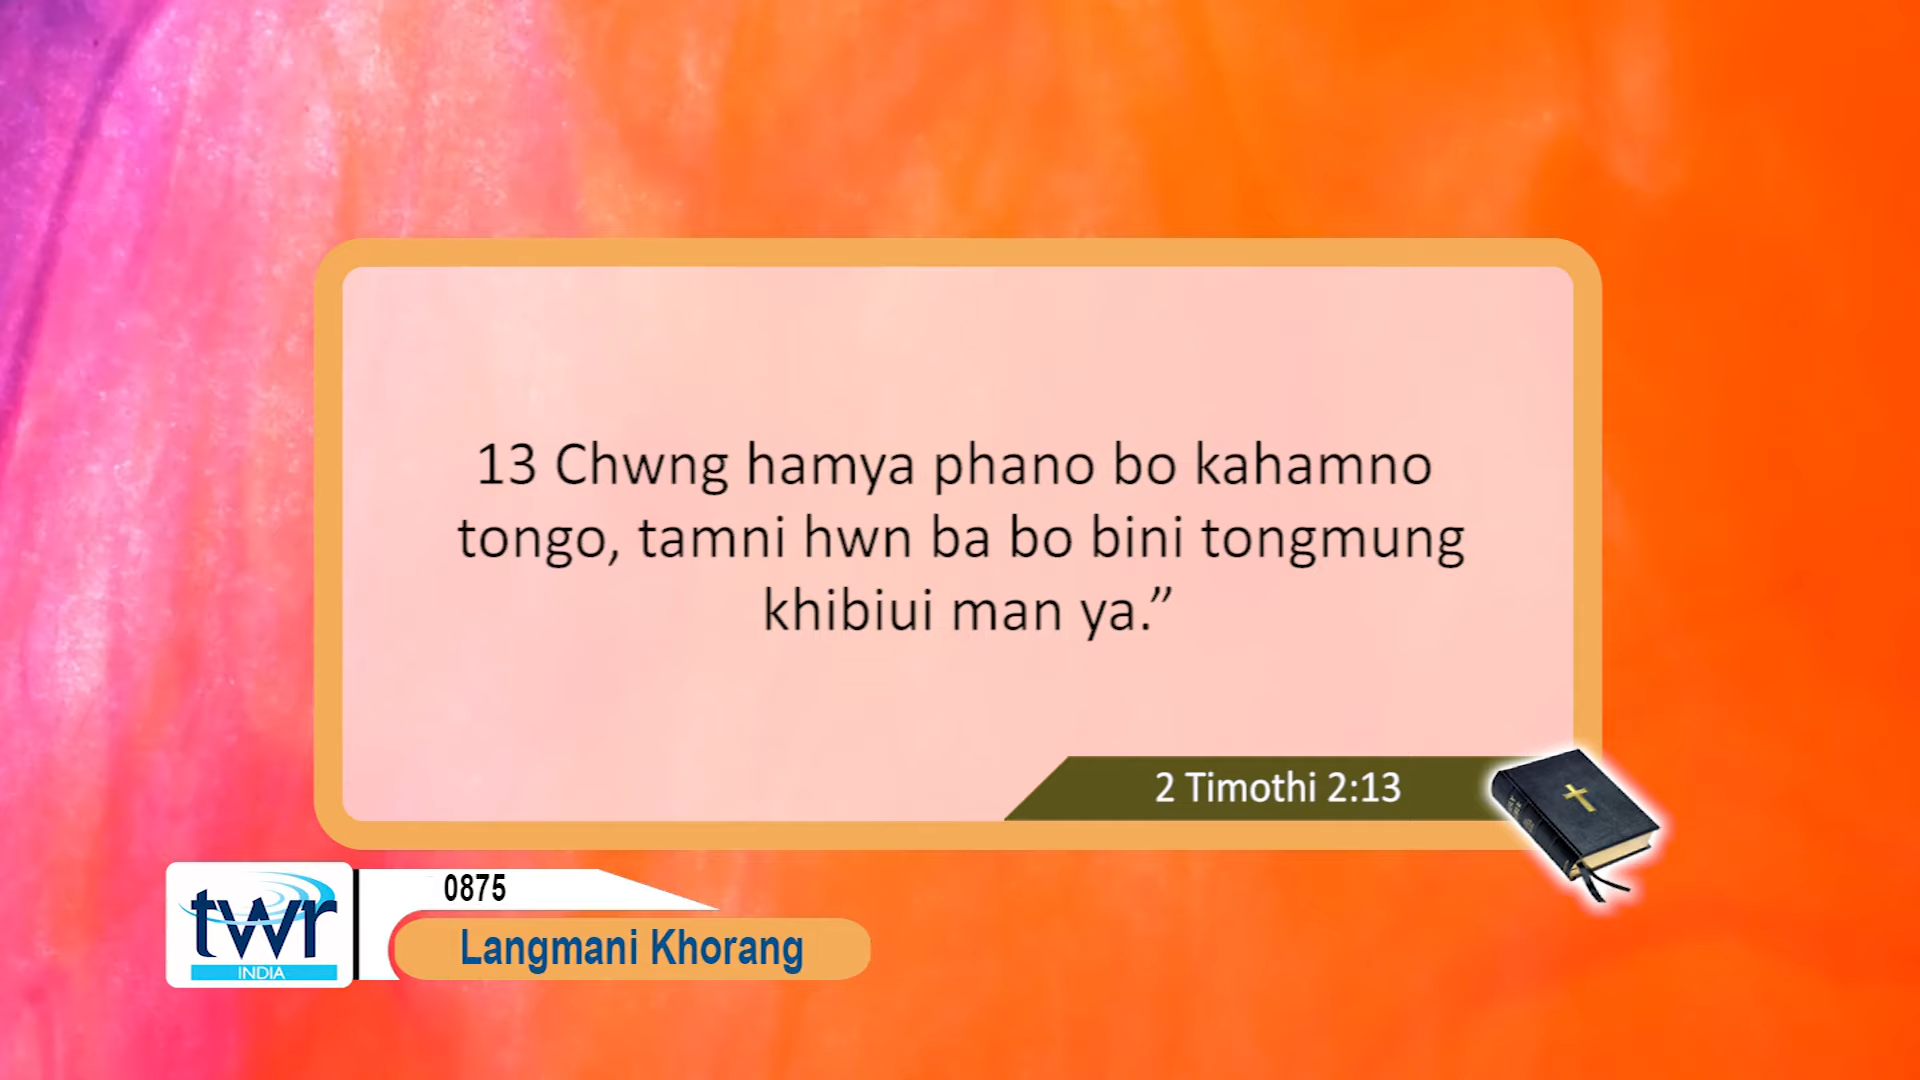 13 Chwng hamya phano bo kahamno
tongo, tamni hwn ba bo bini tongmung
khibiui man ya.”
2 Timothi 2:13
0875
twr
INDIA
Langmani Khorang